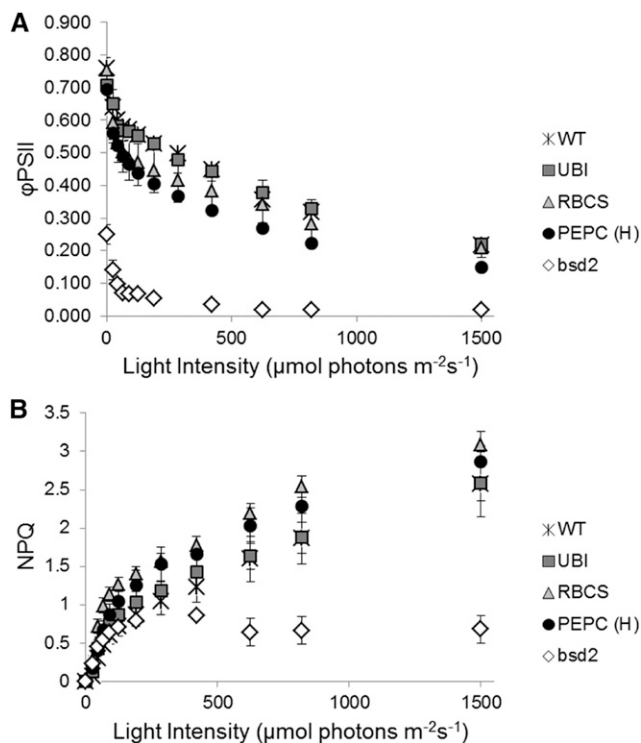 A
0.900
0.800
0.700
0.600
0.500
0.400
0.300
0.200
0.100
0.000
φPSII
0 500 1000 1500
Light Intensity (µmol photons m⁻²s⁻¹)
WT
UBI
RBCS
PEPC (H)
bsd2
B
3.5
3
2.5
2
1.5
1
0.5
0
NPQ
0 500 1000 1500
Light Intensity (µmol photons m⁻²s⁻¹)
WT
UBI
RBCS
PEPC (H)
bsd2